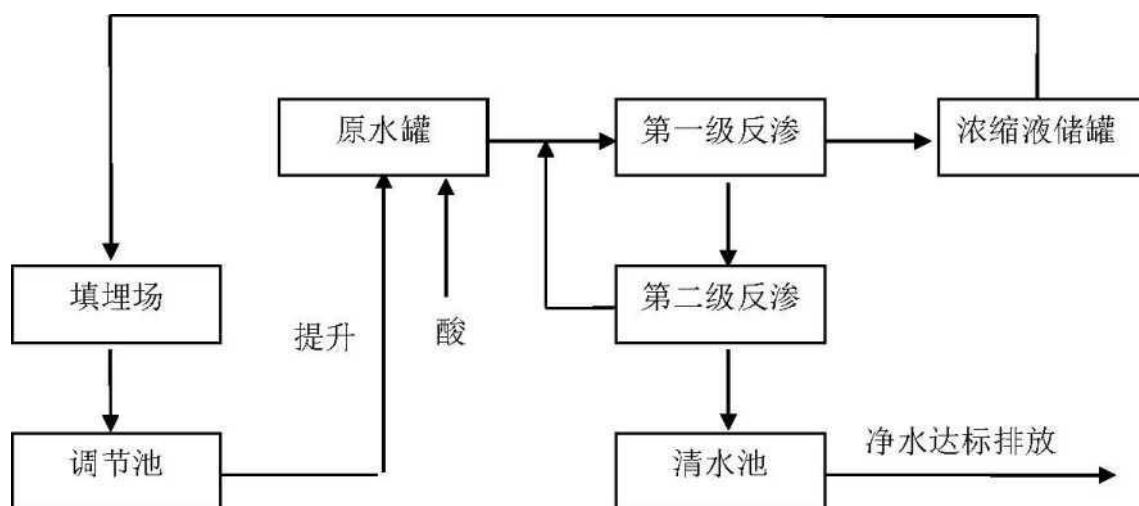 原水罐
第一级反渗
浓缩液储罐
填埋场
第二级反渗
提升
酸
调节池
清水池
净水达标排放